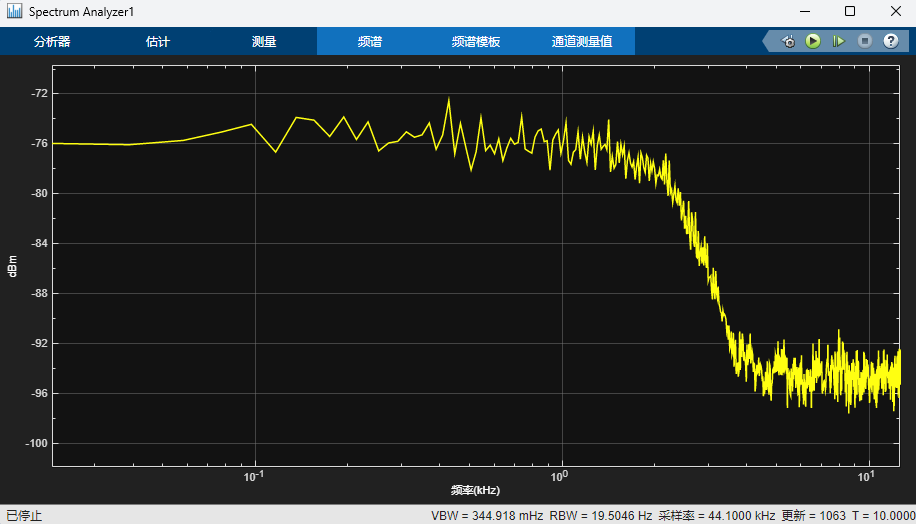 Spectrum Analyzer1
分析器 估计 测量 频谱 频谱模板 通道测量值
-72
-76
-80
-84
-88
-92
-96
-100
dBm
10^-1 10^0 10^1
频率(kHz)
已停止 VBW = 344.918 mHz RBW = 19.5046 Hz 采样率 = 44.1000 kHz 更新 = 1063 T = 10.0000